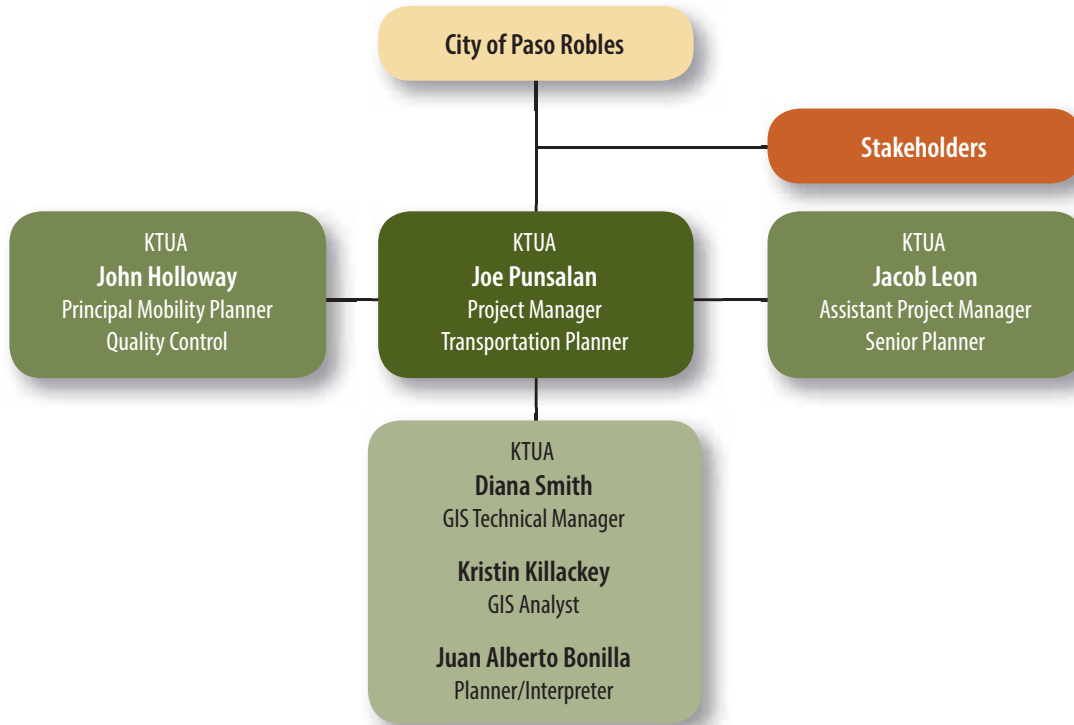 City of Paso Robles
Stakeholders
KTUA
John Holloway
Principal Mobility Planner
Quality Control
KTUA
Joe Punsalan
Project Manager
Transportation Planner
KTUA
Jacob Leon
Assistant Project Manager
Senior Planner
KTUA
Diana Smith
GIS Technical Manager
Kristin Killackey
GIS Analyst
Juan Alberto Bonilla
Planner/Interpreter